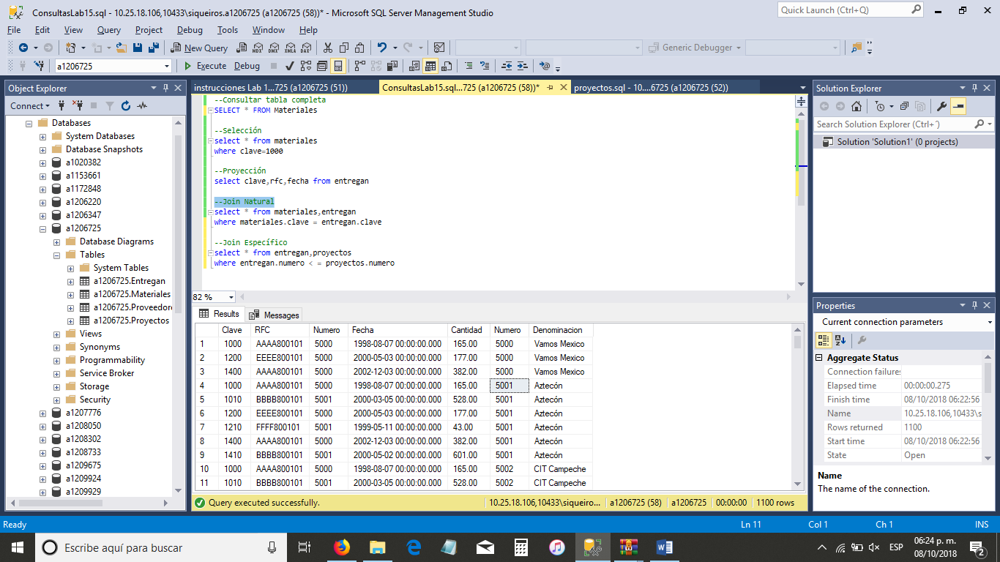 ConsultasLab15.sql - 10.25.18.106,10433\siqueiros.a1206725 (a1206725 (58))* - Microsoft SQL Server Management Studio
Quick Launch (Ctrl+Q)
File Edit View Query Project Debug Tools Window Help
New Query MDX DMX XMLA DAX Generic Debugger
a1206725 Execute Debug
Object Explorer
Connect
Databases
System Databases
Database Snapshots
a1020382
a1153661
a1172848
a1206220
a1206347
a1206725
Database Diagrams
Tables
System Tables
a1206725.Entregan
a1206725.Materiales
a1206725.Proveedor
a1206725.Proyectos
Views
Synonyms
Programmability
Service Broker
Storage
Security
a1207776
a1208050
a1208302
a1208733
a1209675
a1209924
a1209929
instrucciones Lab 1...725 (a1206725 (51)) ConsultasLab15.sql...725 (a1206725 (58))* proyectos.sql - 10....6725 (a1206725 (52))
--Consultar tabla completa
SELECT * FROM Materiales
--Selección
select * from materiales
where clave=1000
--Proyección
select clave,rfc,fecha from entregan
--Join Natural
select * from materiales,entregan
where materiales.clave = entregan.clave
--Join Específico
select * from entregan,proyectos
where entregan.numero < = proyectos.numero
82 %
Results Messages
Clave RFC Numero Fecha Cantidad Numero Denominacion
1 1000 AAAA800101 5000 1998-08-07 00:00:00.000 165.00 5000 Vamos Mexico
2 1200 EEEE800101 5000 2000-05-03 00:00:00.000 177.00 5000 Vamos Mexico
3 1400 AAAA800101 5000 2002-12-03 00:00:00.000 382.00 5000 Vamos Mexico
4 1000 AAAA800101 5000 1998-08-07 00:00:00.000 165.00 5001 Aztecón
5 1010 BBBB800101 5001 2000-03-05 00:00:00.000 528.00 5001 Aztecón
6 1200 EEEE800101 5000 2000-05-03 00:00:00.000 177.00 5001 Aztecón
7 1210 FFFF800101 5001 1999-05-11 00:00:00.000 43.00 5001 Aztecón
8 1400 AAAA800101 5000 2002-12-03 00:00:00.000 382.00 5001 Aztecón
9 1410 BBBB800101 5001 2000-05-02 00:00:00.000 601.00 5001 Aztecón
10 1000 AAAA800101 5000 1998-08-07 00:00:00.000 165.00 5002 CIT Campeche
11 1010 BBBB800101 5001 2000-03-05 00:00:00.000 528.00 5002 CIT Campeche
Query executed successfully. 10.25.18.106,10433\siqueiro... a1206725 (58) a1206725 00:00:00 1100 rows
Solution Explorer
Search Solution Explorer (Ctrl+´)
Solution 'Solution1' (0 projects)
Properties
Current connection parameters
Aggregate Status
Connection failures
Elapsed time 00:00:00.275
Finish time 08/10/2018 06:22:56
Name 10.25.18.106,10433\s
Rows returned 1100
Start time 08/10/2018 06:22:56
State Open
Name
The name of the connection.
Ready Ln 11 Col 1 Ch 1 INS
Escribe aquí para buscar
ESP
06:24 p. m.
08/10/2018
2